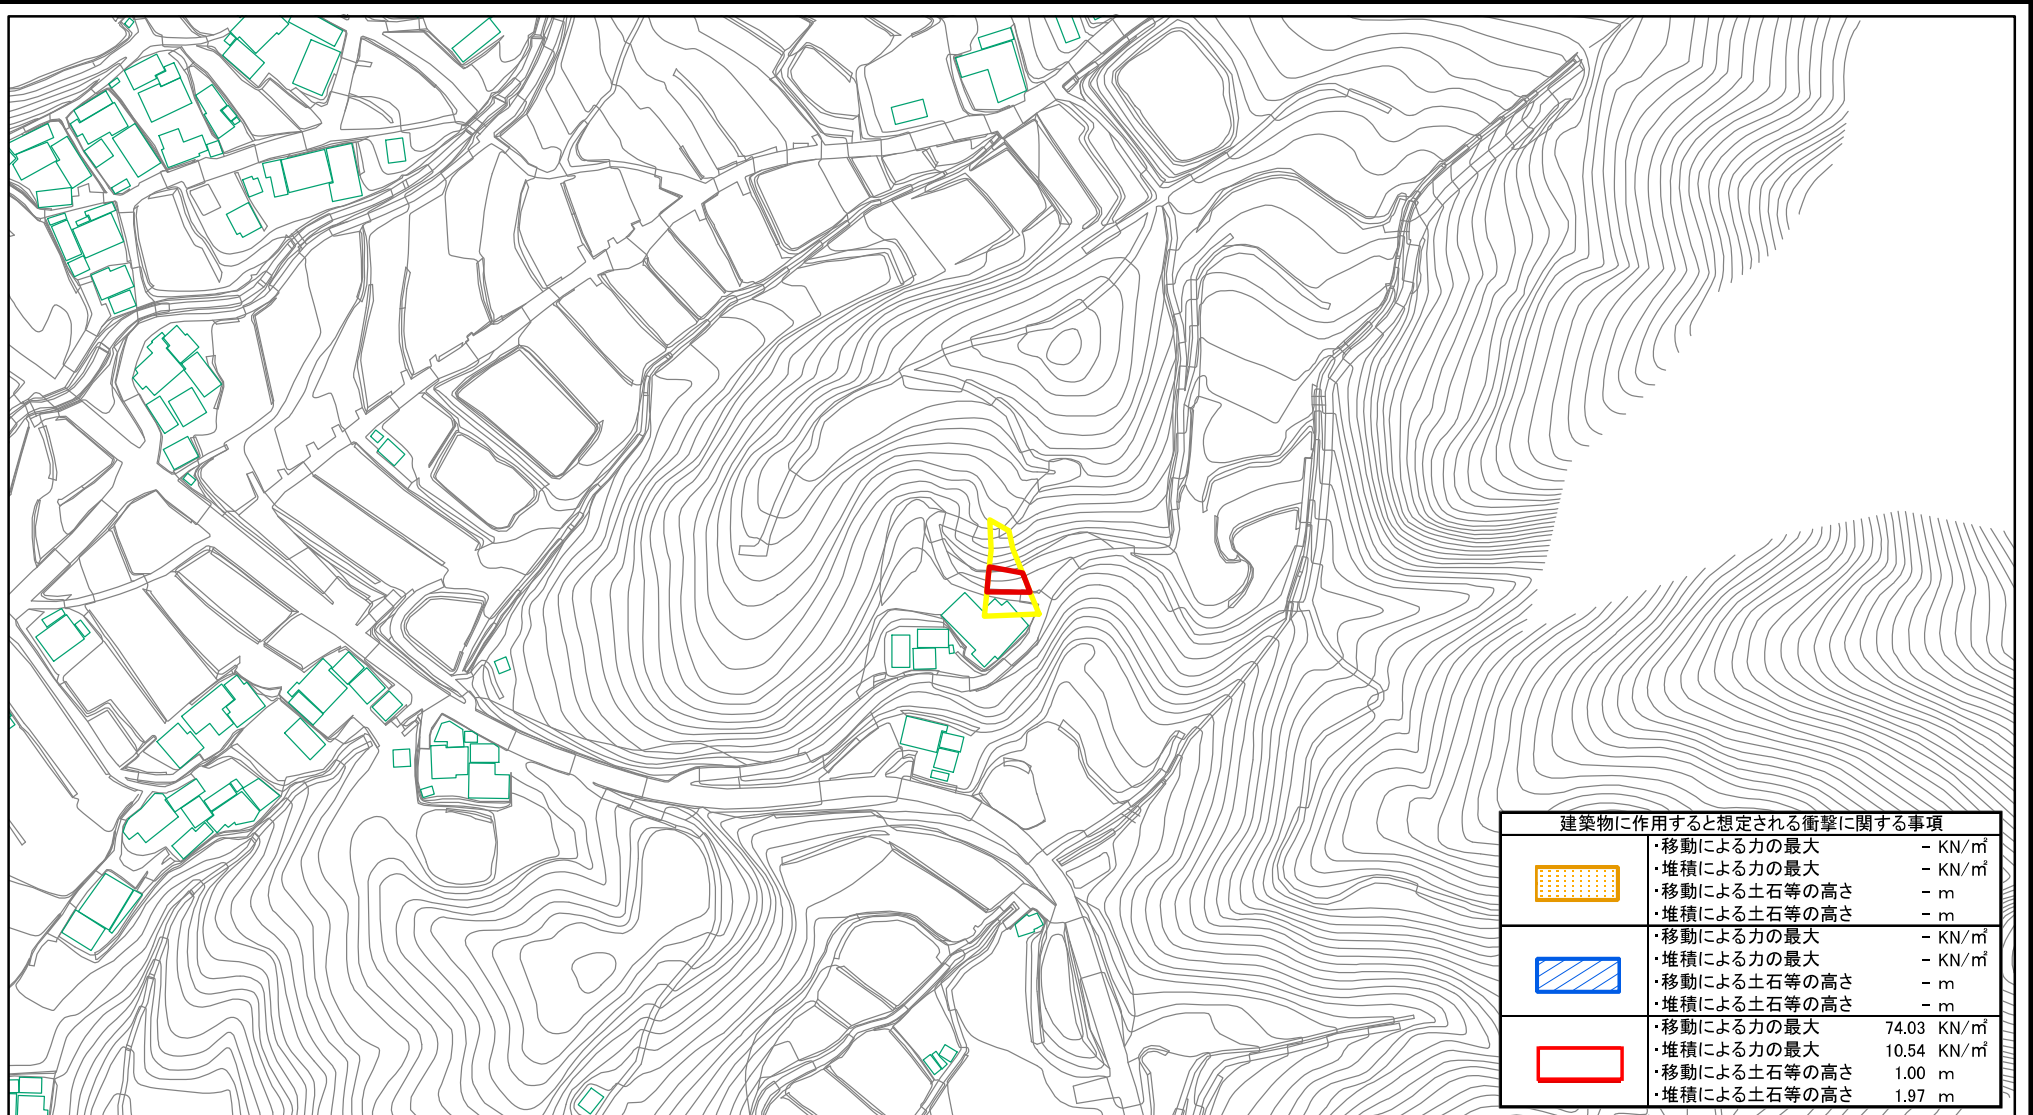 建築物に作用すると想定される衝撃に関する事項
・移動による力の最大 － KN/㎡
・堆積による力の最大 － KN/㎡
・移動による土石等の高さ － m
・堆積による土石等の高さ － m
・移動による力の最大 － KN/㎡
・堆積による力の最大 － KN/㎡
・移動による土石等の高さ － m
・堆積による土石等の高さ － m
・移動による力の最大 74.03 KN/㎡
・堆積による力の最大 10.54 KN/㎡
・移動による土石等の高さ 1.00 m
・堆積による土石等の高さ 1.97 m